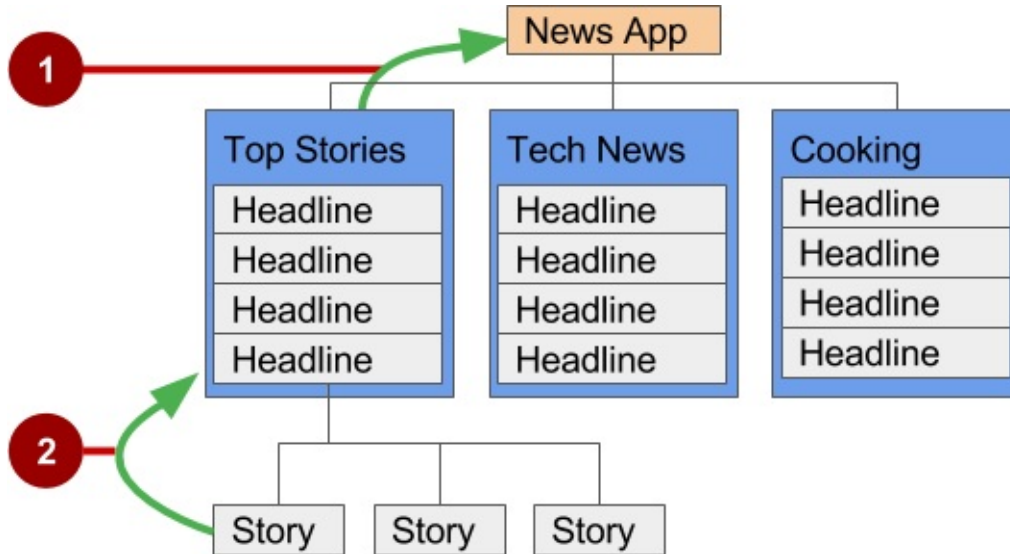 News App
1
Top Stories
Headline
Headline
Headline
Headline
Tech News
Headline
Headline
Headline
Headline
Cooking
Headline
Headline
Headline
Headline
2
Story
Story
Story